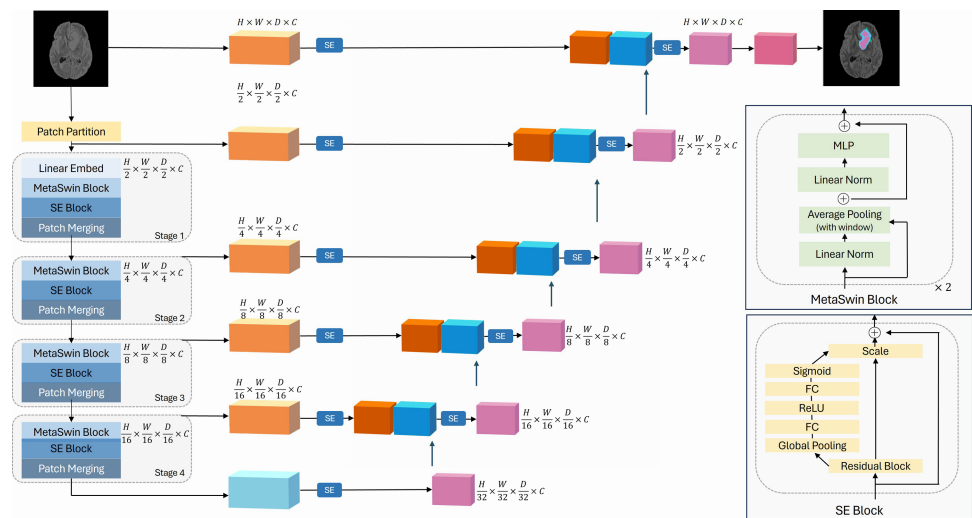 H × W × D × C
SE
H × W × D × C
SE
H/2 × W/2 × D/2 × C
Patch Partition
SE
SE
H/2 × W/2 × D/2 × C
Linear Embed
H/2 × W/2 × D/2 × C
MetaSwin Block
SE Block
Patch Merging
Stage 1
H/4 × W/4 × D/4 × C
SE
SE
H/4 × W/4 × D/4 × C
MetaSwin Block
H/4 × W/4 × D/4 × C
SE Block
Patch Merging
Stage 2
H/8 × W/8 × D/8 × C
SE
SE
H/8 × W/8 × D/8 × C
MetaSwin Block
H/8 × W/8 × D/8 × C
SE Block
Patch Merging
Stage 3
H/16 × W/16 × D/16 × C
SE
SE
H/16 × W/16 × D/16 × C
MetaSwin Block
H/16 × W/16 × D/16 × C
SE Block
Patch Merging
Stage 4
SE
H/32 × W/32 × D/32 × C
+
MLP
Linear Norm
+
Average Pooling
(with window)
Linear Norm
× 2
MetaSwin Block
+
Scale
Sigmoid
FC
ReLU
FC
Global Pooling
Residual Block
SE Block